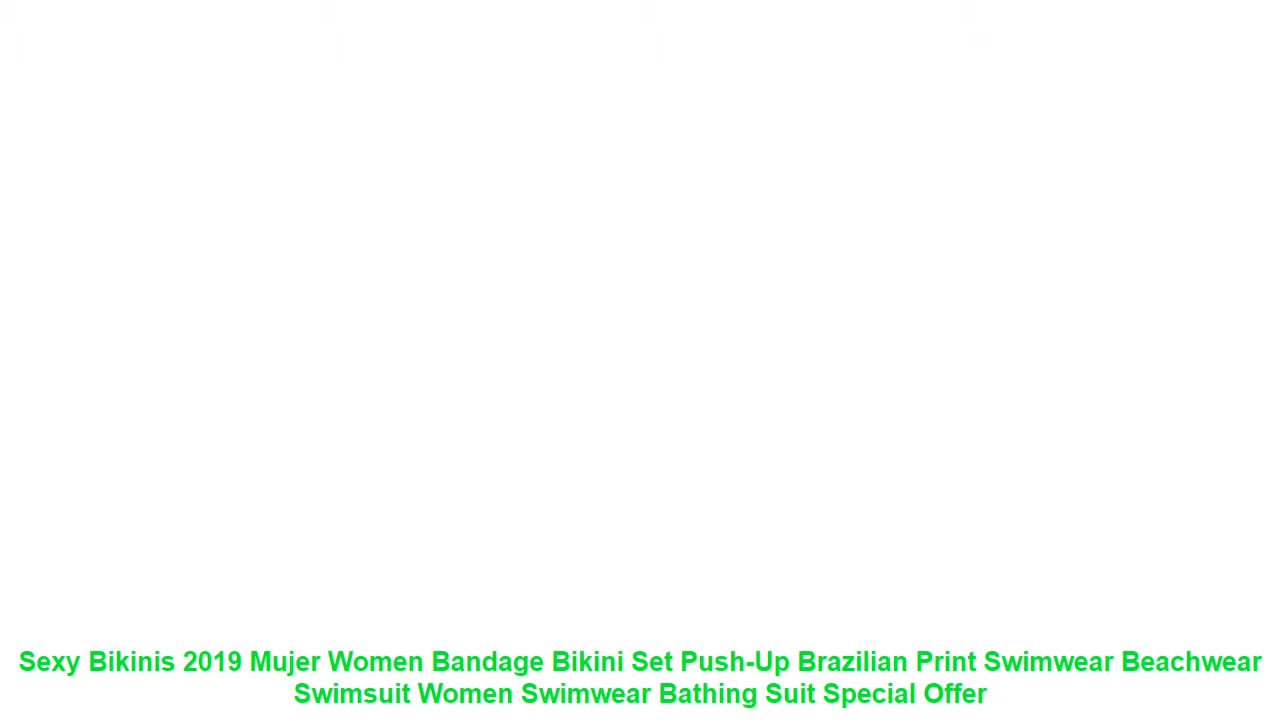 Sexy Bikinis 2019 Mujer Women Bandage Bikini Set Push-Up Brazilian Print Swimwear Beachwear
Swimsuit Women Swimwear Bathing Suit Special Offer